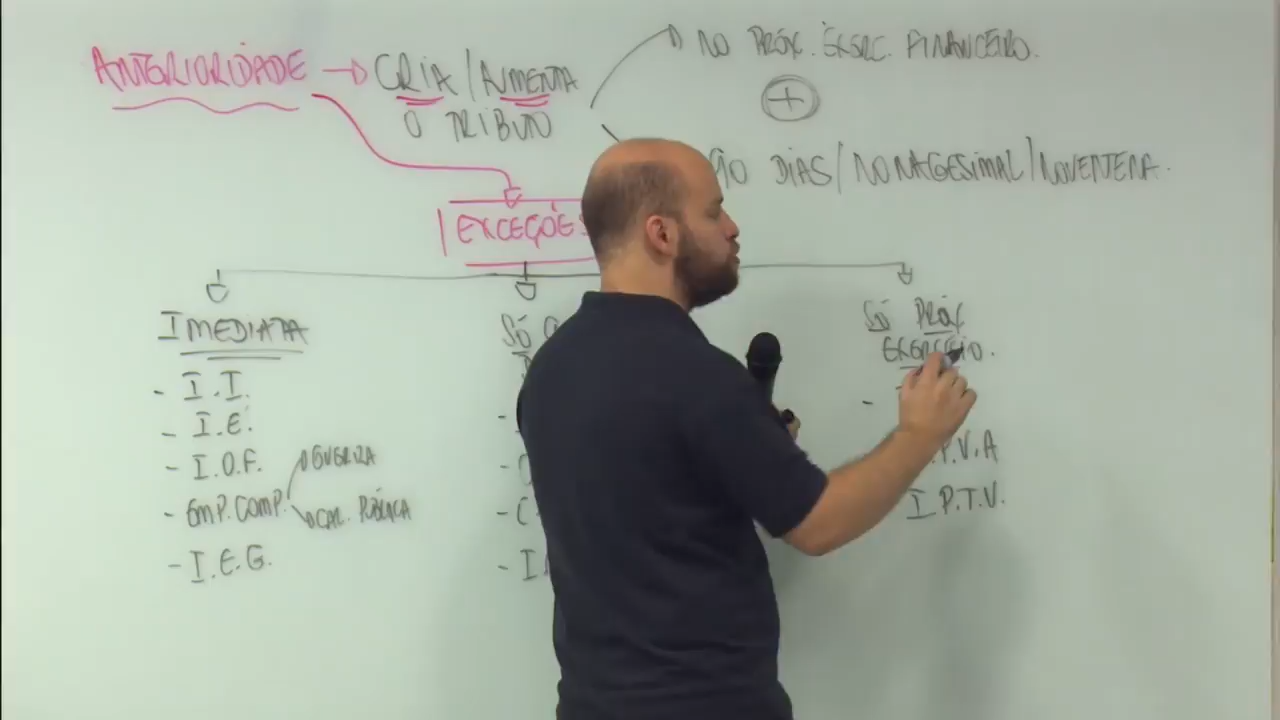 ANTERIORIDADE → CRIA / AUMENTA
O TRIBUTO
NO PRÓX. EXERC. FINANCEIRO.
+
90 DIAS / NONAGESIMAL / NOVENTENA.
EXCEÇÕES
IMEDIATA
- I.I.
- I.E.
- I.O.F.
- EMP. COMP.
GUERRA
CAL. PÚBLICA
- I.E.G.
SÓ
SÓ PRÓX
EXERCÍCIO.
P.V.A
I.P.T.U.